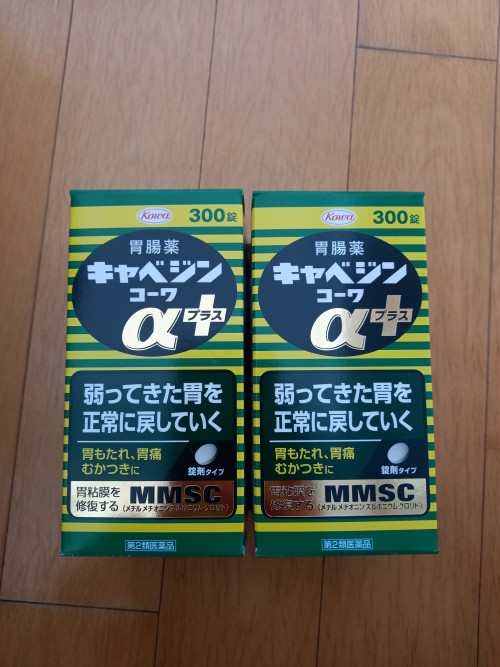 Kowa
300錠
胃腸薬
キャベジン
コーワ
α+プラス
弱ってきた胃を
正常に戻していく
胃もたれ、胃痛
むかつきに
錠剤タイプ
胃粘膜を
修復する
MMSC
(メチルメチオニンスルホニウムクロリド)
第2類医薬品
Kowa
300錠
胃腸薬
キャベジン
コーワ
α+プラス
弱ってきた胃を
正常に戻していく
胃もたれ、胃痛
むかつきに
錠剤タイプ
胃粘膜を
修復する
MMSC
(メチルメチオニンスルホニウムクロリド)
第2類医薬品